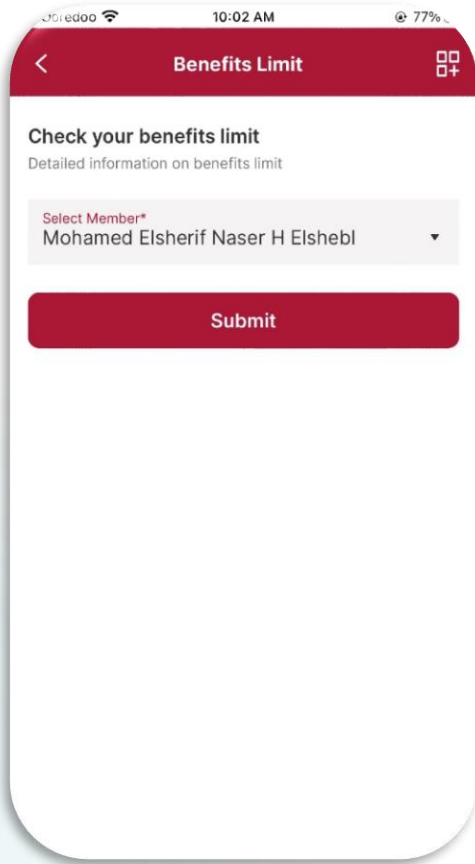 10:02 AM
77%
Benefits Limit
Check your benefits limit
Detailed information on benefits limit
Select Member*
Mohamed Elsherif Naser H Elshebl
Submit